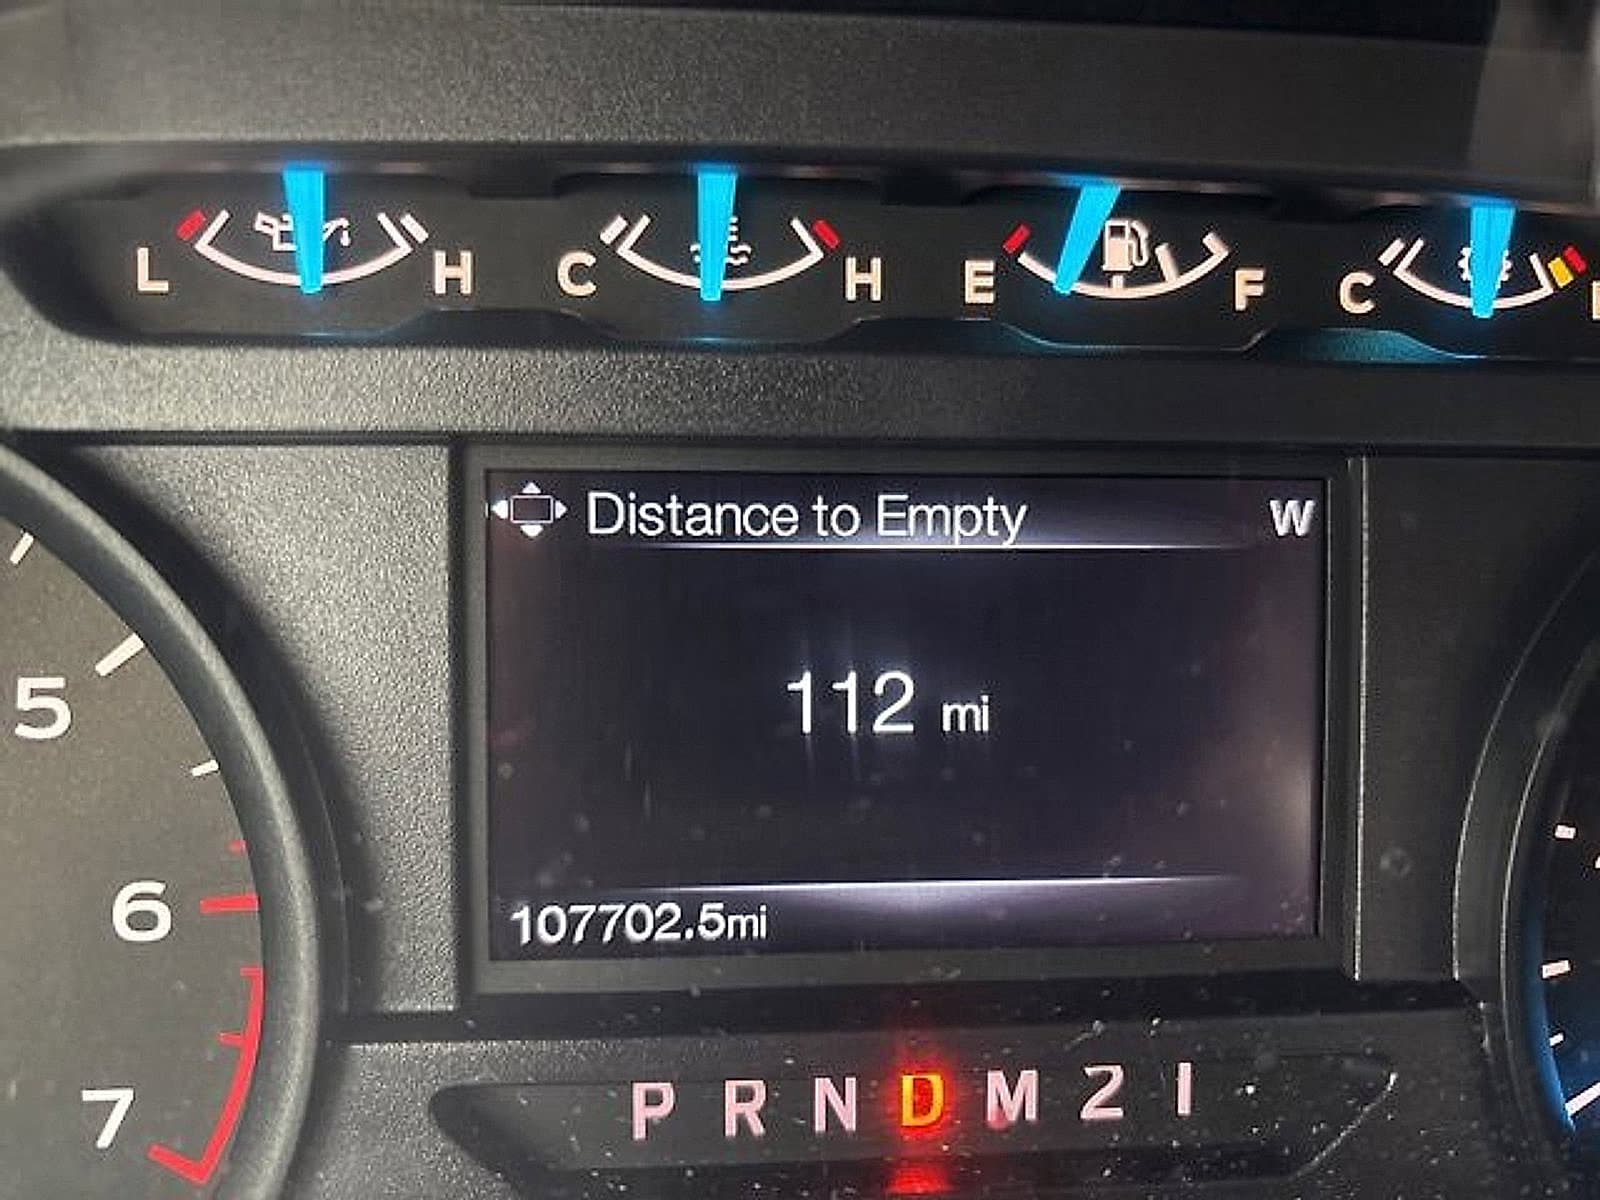 L H C H E F C
Distance to Empty W
112 mi
107702.5mi
5
6
7
P R N D M 2 1